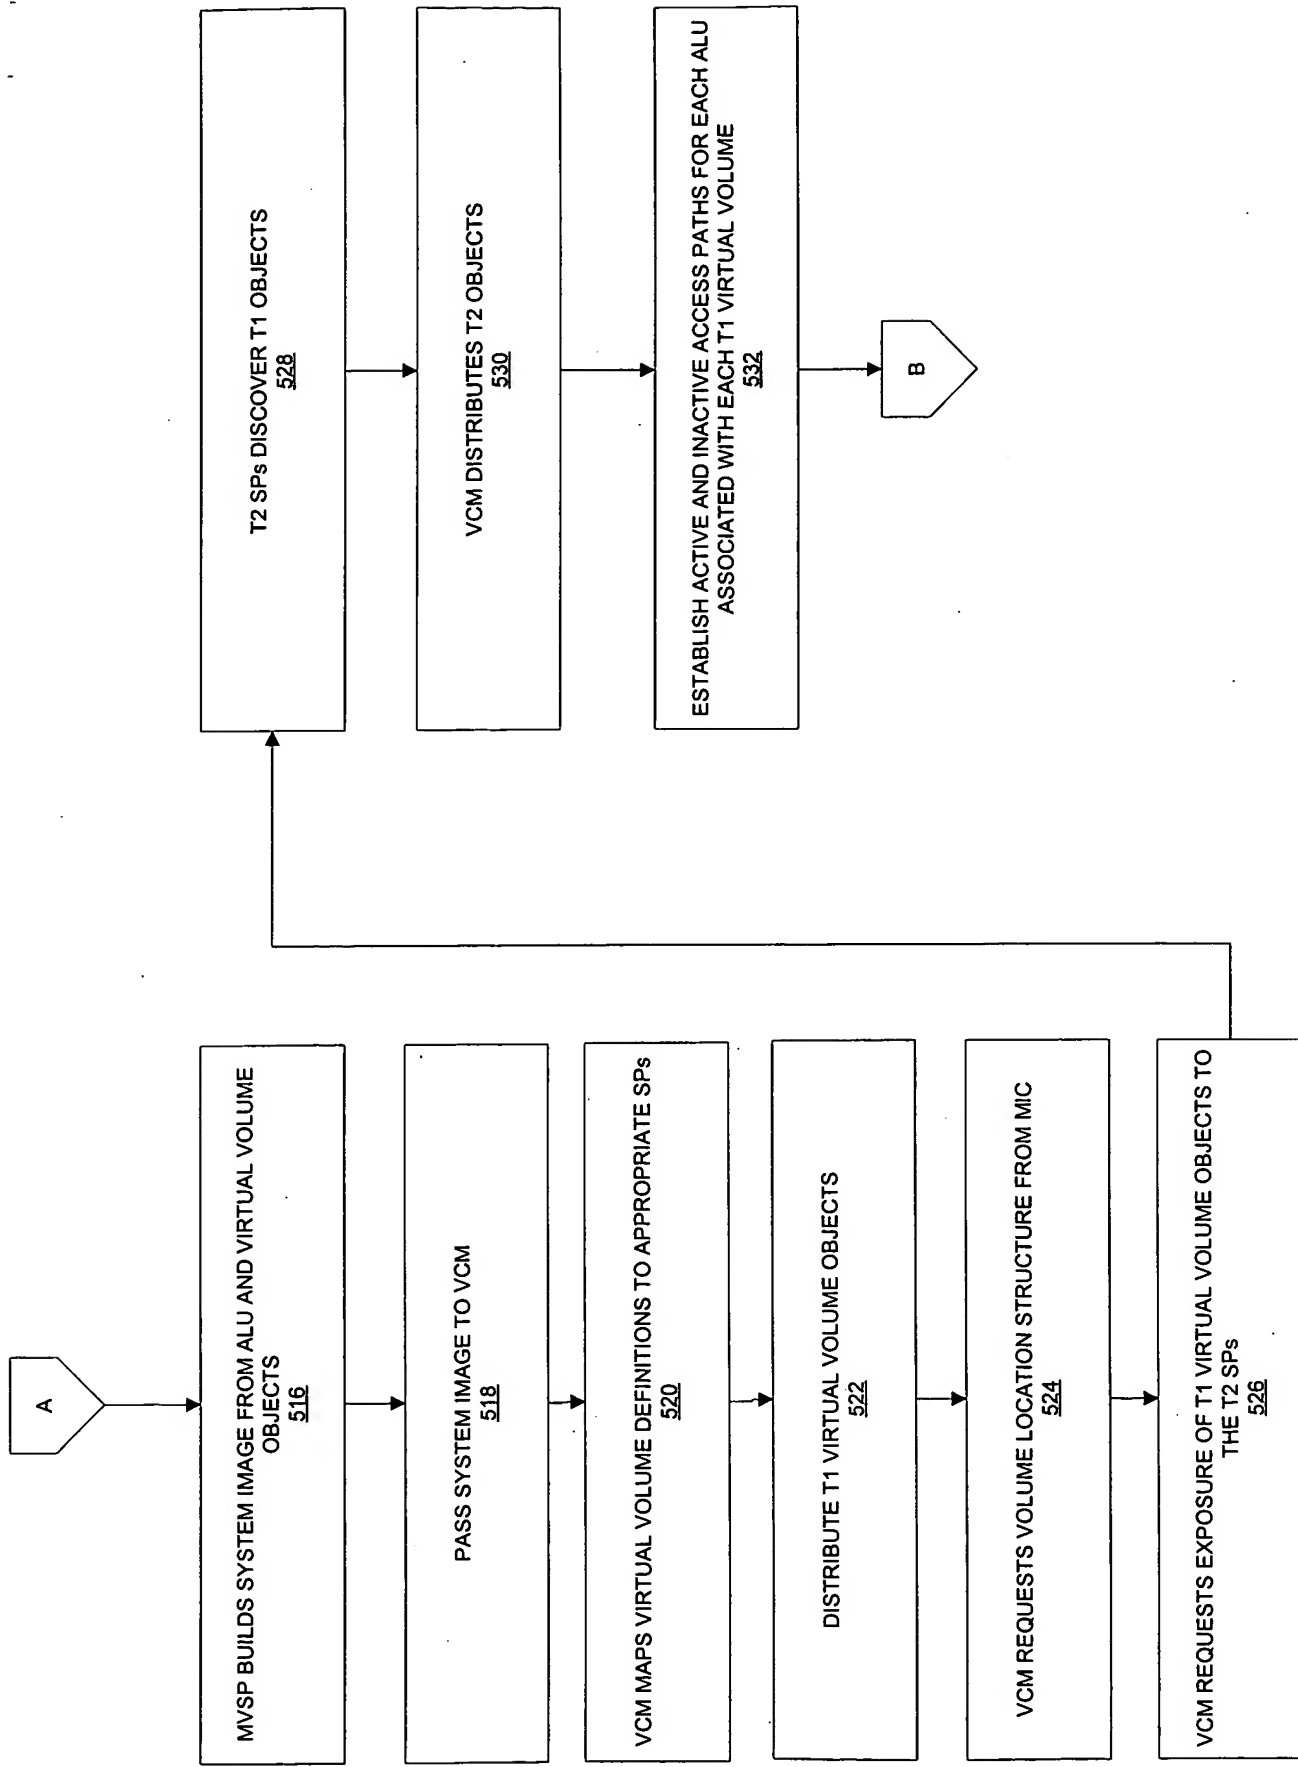 A
MVSP BUILDS SYSTEM IMAGE FROM ALU AND VIRTUAL VOLUME
OBJECTS
516
PASS SYSTEM IMAGE TO VCM
518
VCM MAPS VIRTUAL VOLUME DEFINITIONS TO APPROPRIATE SPs
520
DISTRIBUTE T1 VIRTUAL VOLUME OBJECTS
522
VCM REQUESTS VOLUME LOCATION STRUCTURE FROM MIC
524
VCM REQUESTS EXPOSURE OF T1 VIRTUAL VOLUME OBJECTS TO
THE T2 SPs
526
T2 SPs DISCOVER T1 OBJECTS
528
VCM DISTRIBUTES T2 OBJECTS
530
ESTABLISH ACTIVE AND INACTIVE ACCESS PATHS FOR EACH ALU
ASSOCIATED WITH EACH T1 VIRTUAL VOLUME
532
B